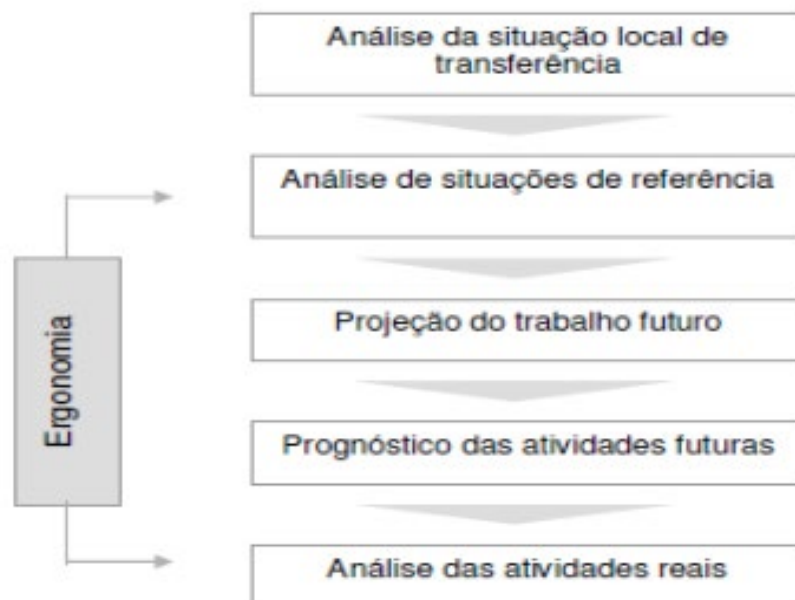 Análise da situação local de
transferência
Análise de situações de referência
Projeção do trabalho futuro
Ergonomia
Prognóstico das atividades futuras
Análise das atividades reais